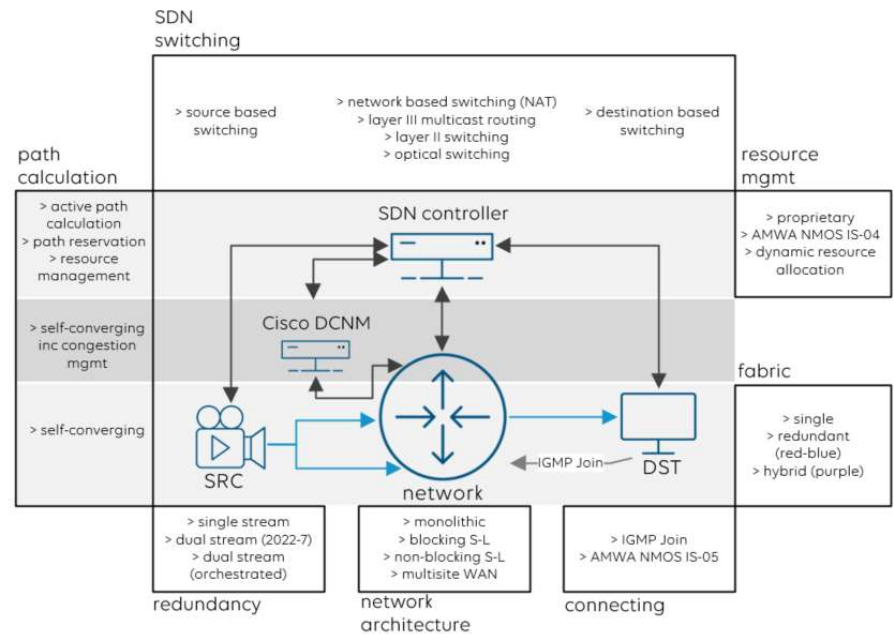 SDN
switching
> source based
switching
> network based switching (NAT)
> layer III multicast routing
> layer II switching
> optical switching
> destination based
switching
path
calculation
resource
mgmt
> active path
calculation
> path reservation
> resource
management
SDN controller
> proprietary
> AMWA NMOS IS-04
> dynamic resource
allocation
> self-converging
inc congestion
mgmt
Cisco DCNM
fabric
> self-converging
SRC
network
IGMP Join
DST
> single
> redundant
(red-blue)
> hybrid (purple)
> single stream
> dual stream (2022-7)
> dual stream
(orchestrated)
redundancy
> monolithic
> blocking S-L
> non-blocking S-L
> multisite WAN
network
architecture
> IGMP Join
> AMWA NMOS IS-05
connecting